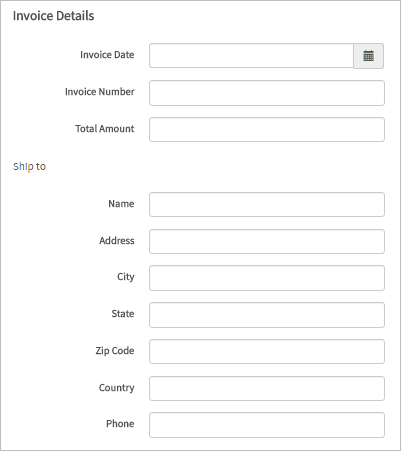 Invoice Details
Invoice Date
Invoice Number
Total Amount
Ship to
Name
Address
City
State
Zip Code
Country
Phone